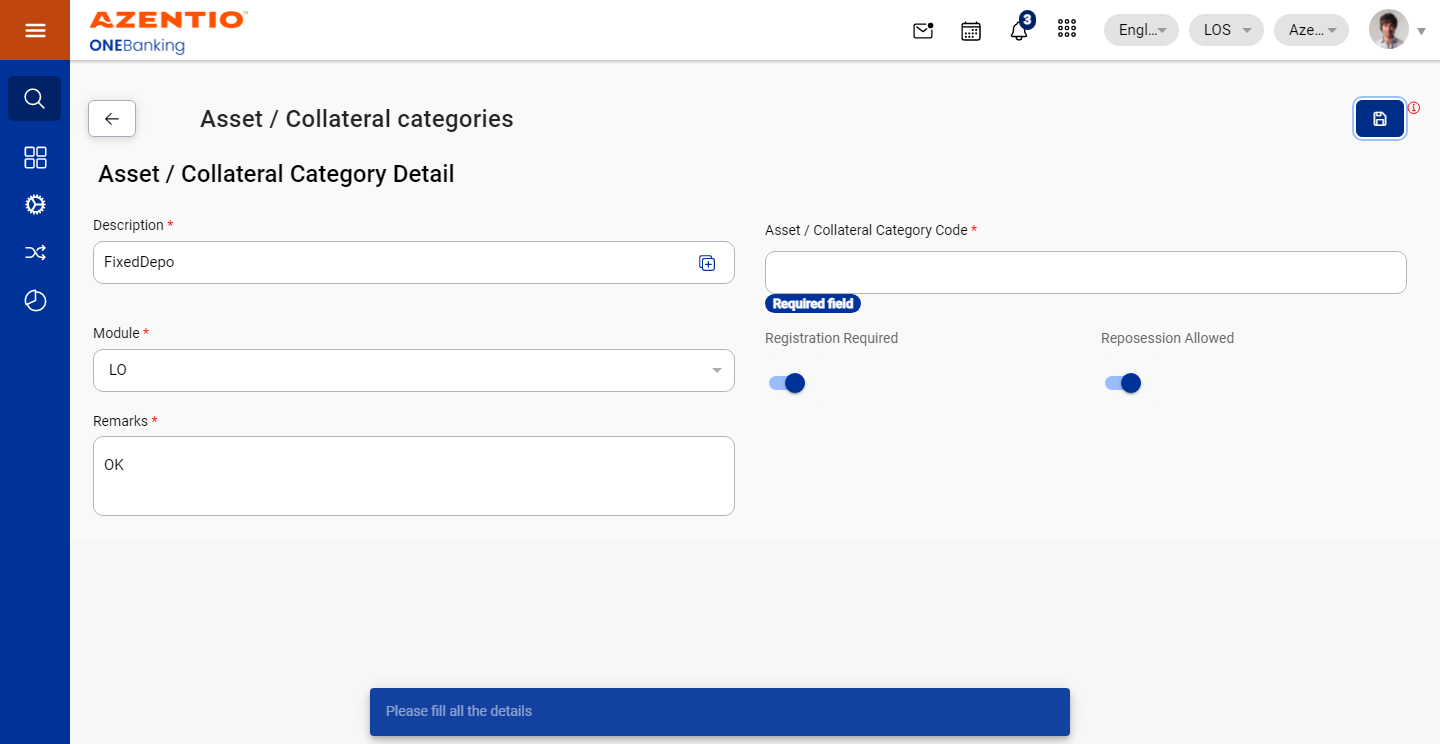 AZENTIO™
ONEBanking
3
Engl...
LOS
Aze...
Asset / Collateral categories
Asset / Collateral Category Detail
Description *
FixedDepo
Asset / Collateral Category Code *
Required field
Module *
LO
Registration Required
Reposession Allowed
Remarks *
OK
Please fill all the details